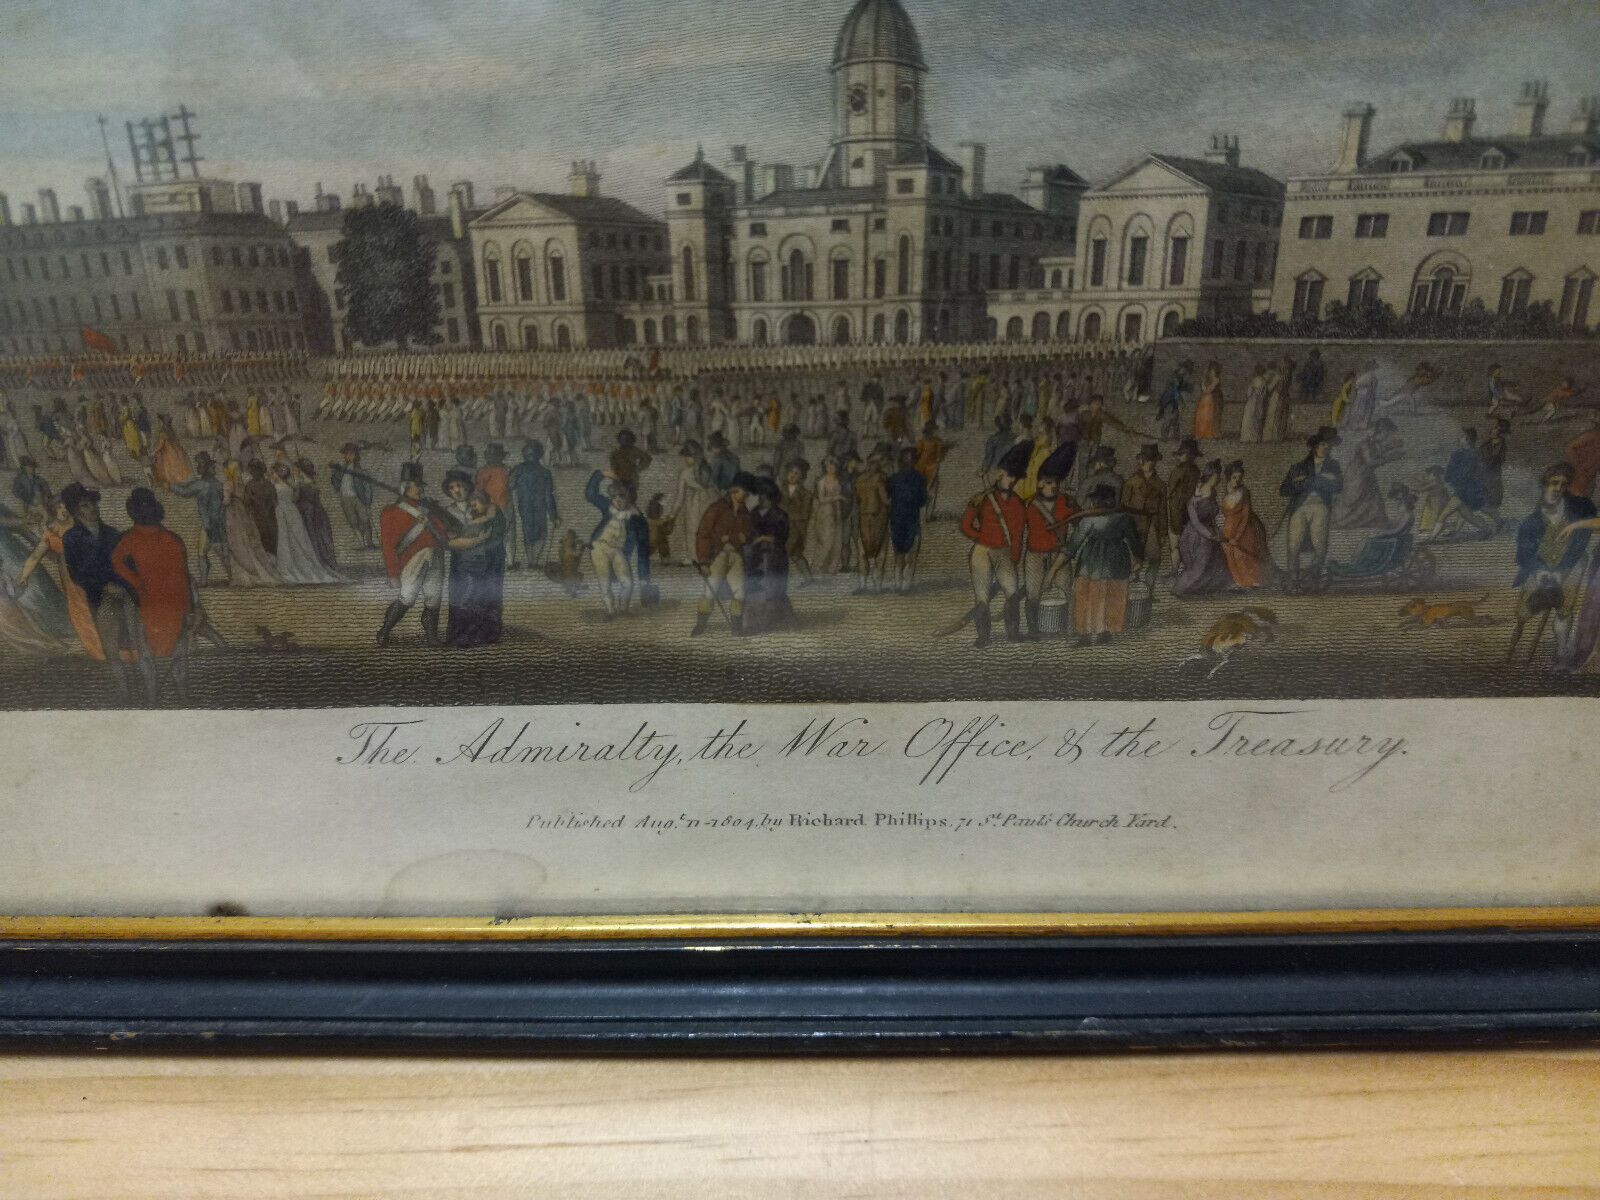 The Admiralty, the War Office, & the Treasury.
Published Aug.t 11-1804, by Richard Phillips, 71 St. Paul's Church Yard.